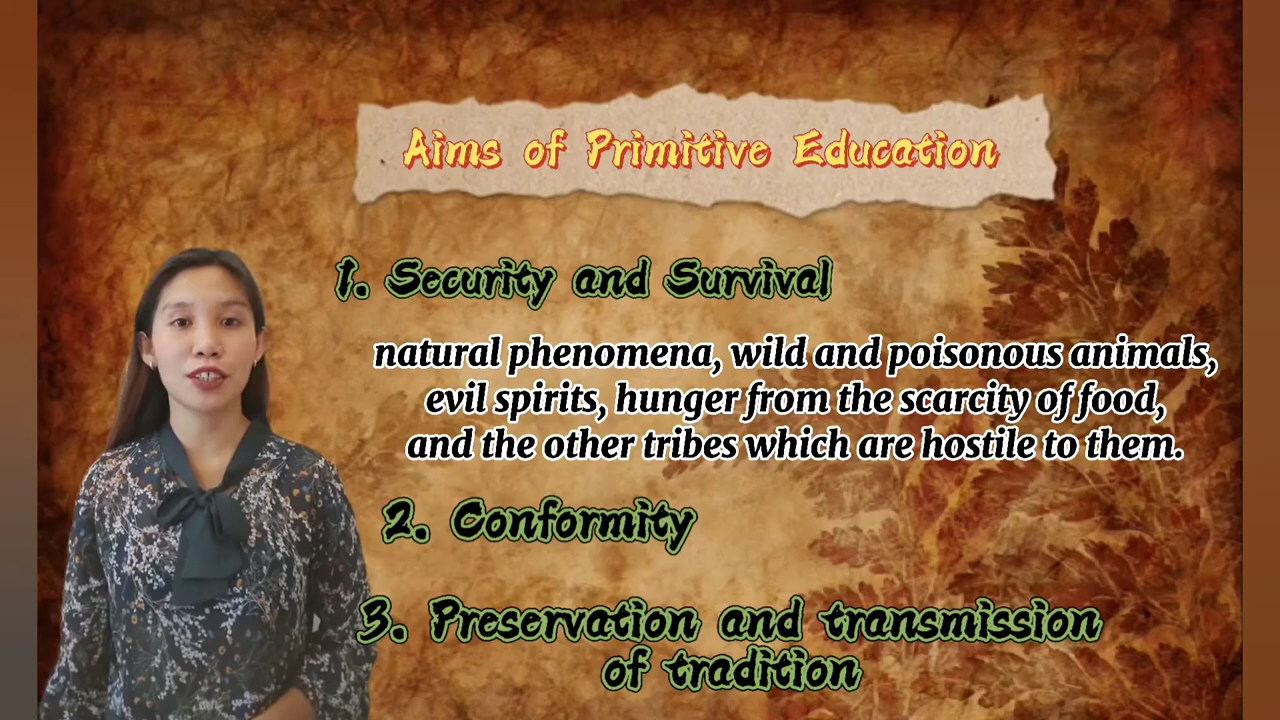 Aims of Primitive Education
1. Security and Survival
natural phenomena, wild and poisonous animals,
evil spirits, hunger from the scarcity of food,
and the other tribes which are hostile to them.
2. Conformity
3. Preservation and transmission
of tradition